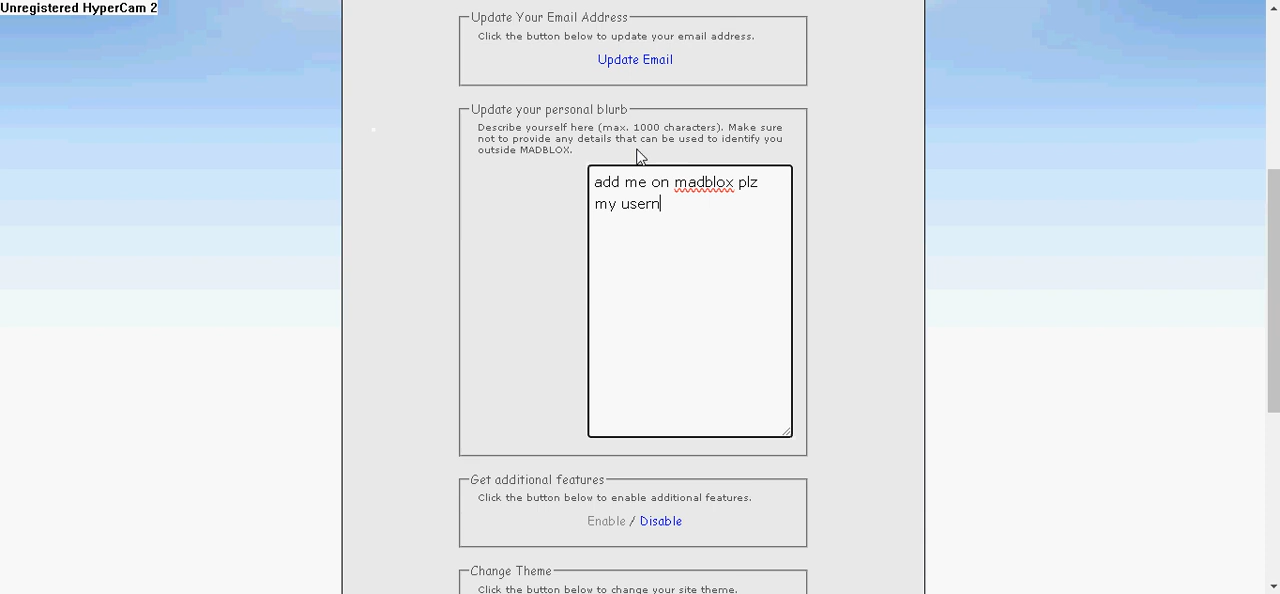 Unregistered HyperCam 2
Update Your Email Address
Click the button below to update your email address.
Update Email
Update your personal blurb
Describe yourself here (max. 1000 characters). Make sure
not to provide any details that can be used to identify you
outside MADBLOX.
add me on madblox plz
my usern
Get additional features
Click the button below to enable additional features.
Enable / Disable
Change Theme
Click the button below to change your site theme.